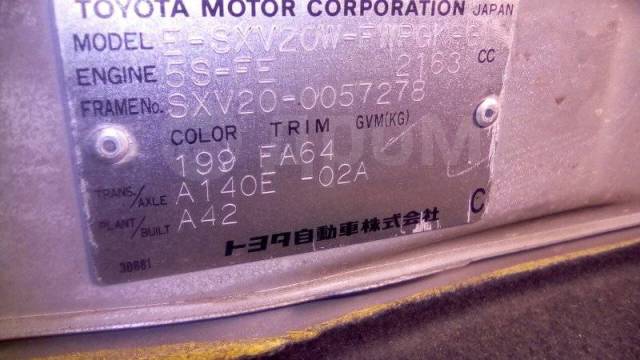 TOYOTA MOTOR CORPORATION JAPAN
MODEL E-SXV20W-
ENGINE 5S-FE 2163 CC
FRAME No. SXV20-0057278
COLOR TRIM GVM(KG)
199 FA64
TRANS/AXLE A140E -02A
PLANT/BUILT A42
C
トヨタ自動車株式会社
30881